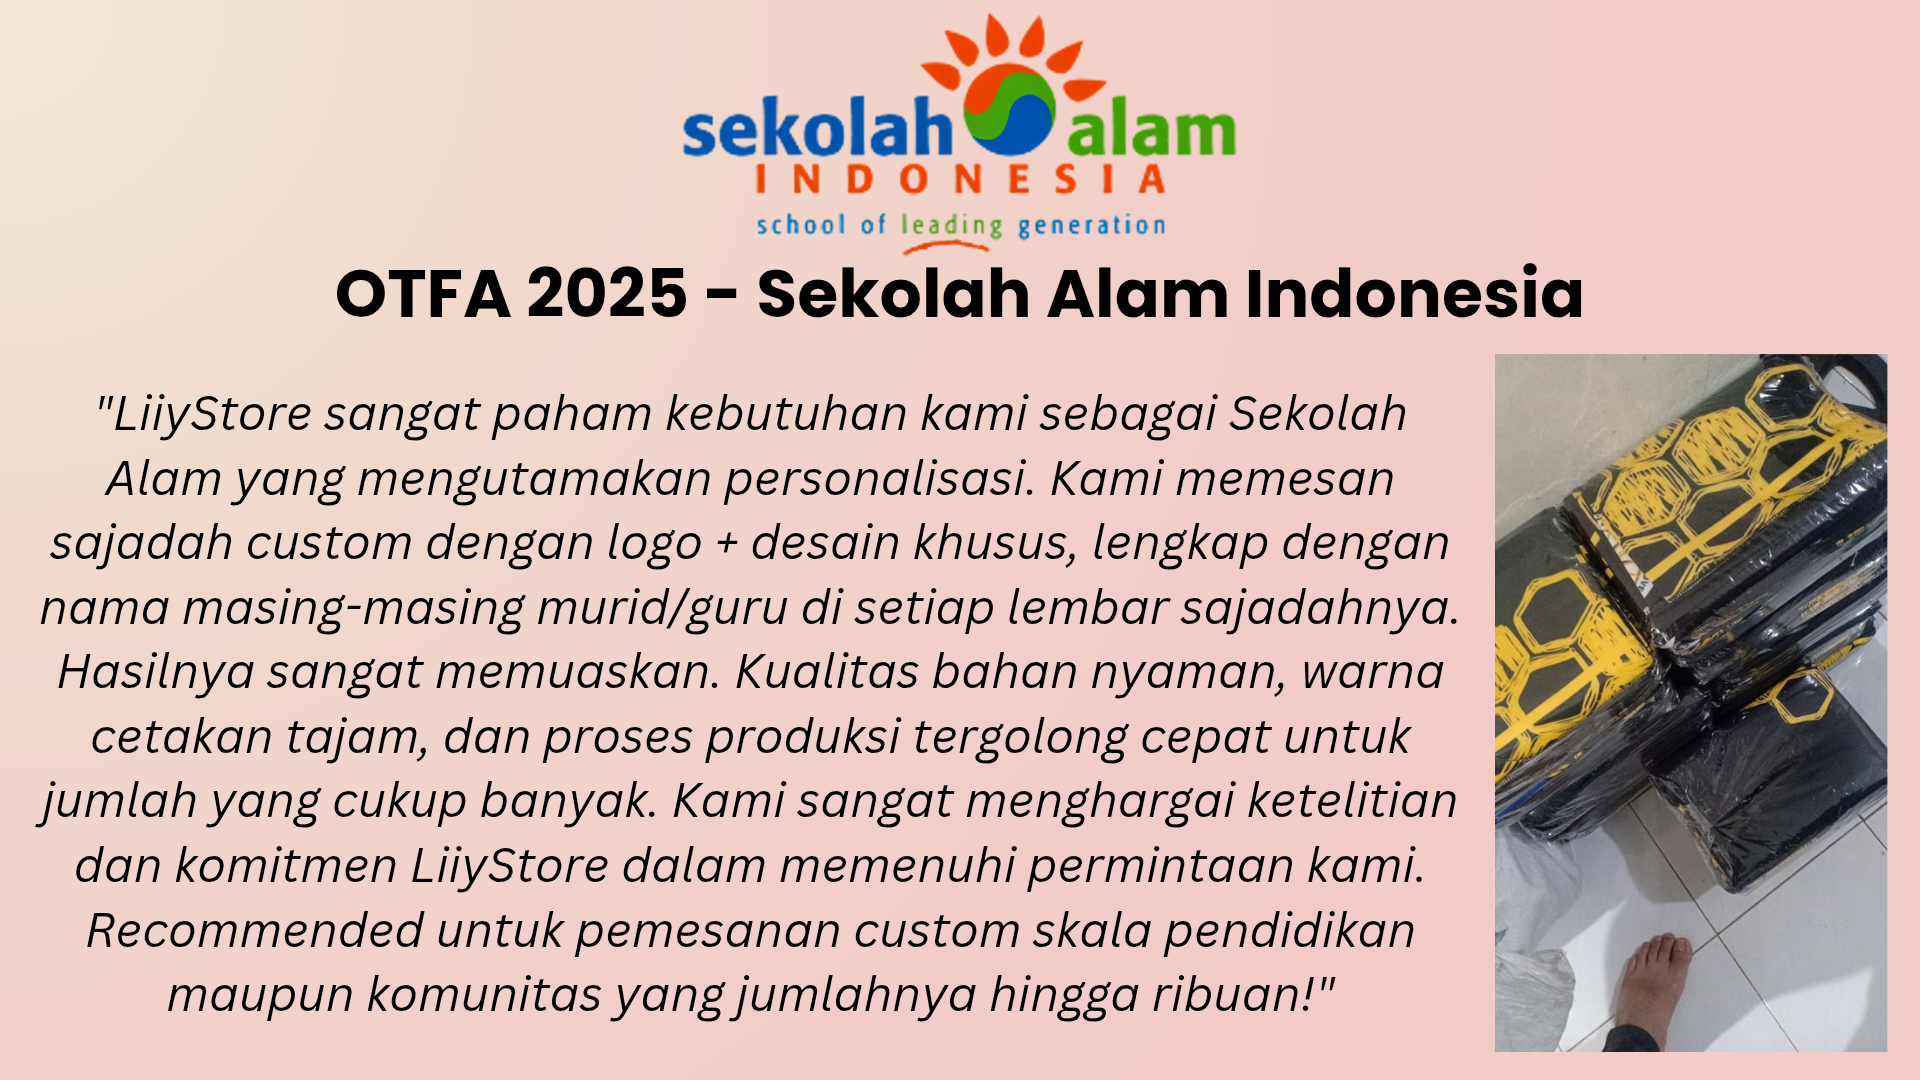 sekolah alam
INDONESIA
school of leading generation
OTFA 2025 - Sekolah Alam Indonesia
"LiiyStore sangat paham kebutuhan kami sebagai Sekolah
Alam yang mengutamakan personalisasi. Kami memesan
sajadah custom dengan logo + desain khusus, lengkap dengan
nama masing-masing murid/guru di setiap lembar sajadahnya.
Hasilnya sangat memuaskan. Kualitas bahan nyaman, warna
cetakan tajam, dan proses produksi tergolong cepat untuk
jumlah yang cukup banyak. Kami sangat menghargai ketelitian
dan komitmen LiiyStore dalam memenuhi permintaan kami.
Recommended untuk pemesanan custom skala pendidikan
maupun komunitas yang jumlahnya hingga ribuan!"